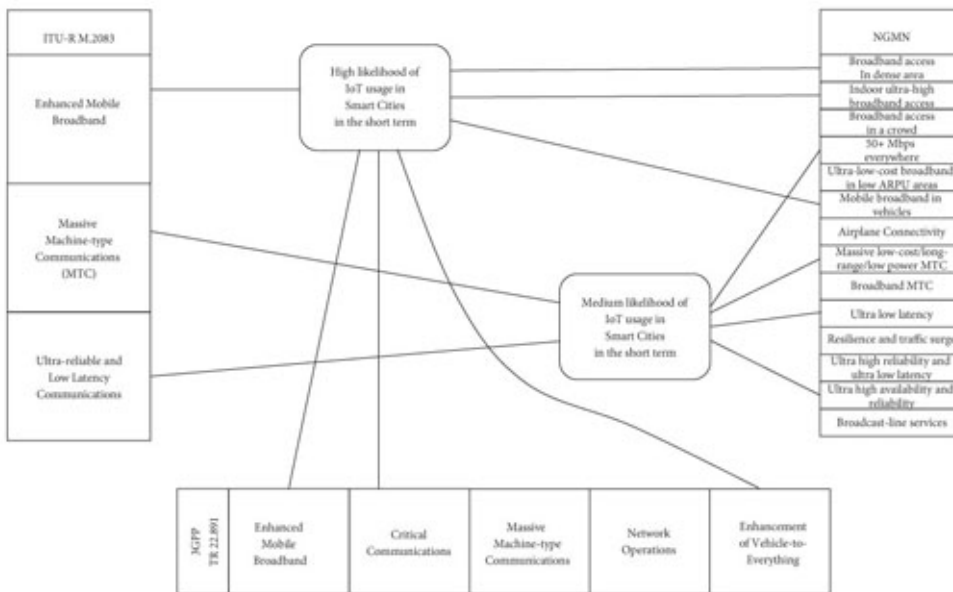 ITU-R M.2083
Enhanced Mobile
Broadband
Massive
Machine-type
Communications
(MTC)
Ultra-reliable and
Low Latency
Communications
High likelihood of
IoT usage in
Smart Cities
in the short term
Medium likelihood of
IoT usage in
Smart Cities
in the short term
NGMN
Broadband access
In dense area
Indoor ultra-high
broadband access
Broadband access
in a crowd
50+ Mbps
everywhere
Ultra-low-cost broadband
in low ARPU areas
Mobile broadband in
vehicles
Airplane Connectivity
Massive low-cost/long-
range/low power MTC
Broadband MTC
Ultra low latency
Resilience and traffic surge
Ultra high reliability and
ultra low latency
Ultra high availability and
reliability
Broadcast-line services
3GPP
TR 22.891
Enhanced
Mobile
Broadband
Critical
Communications
Massive
Machine-type
Communications
Network
Operations
Enhancement
of Vehicle-to-
Everything